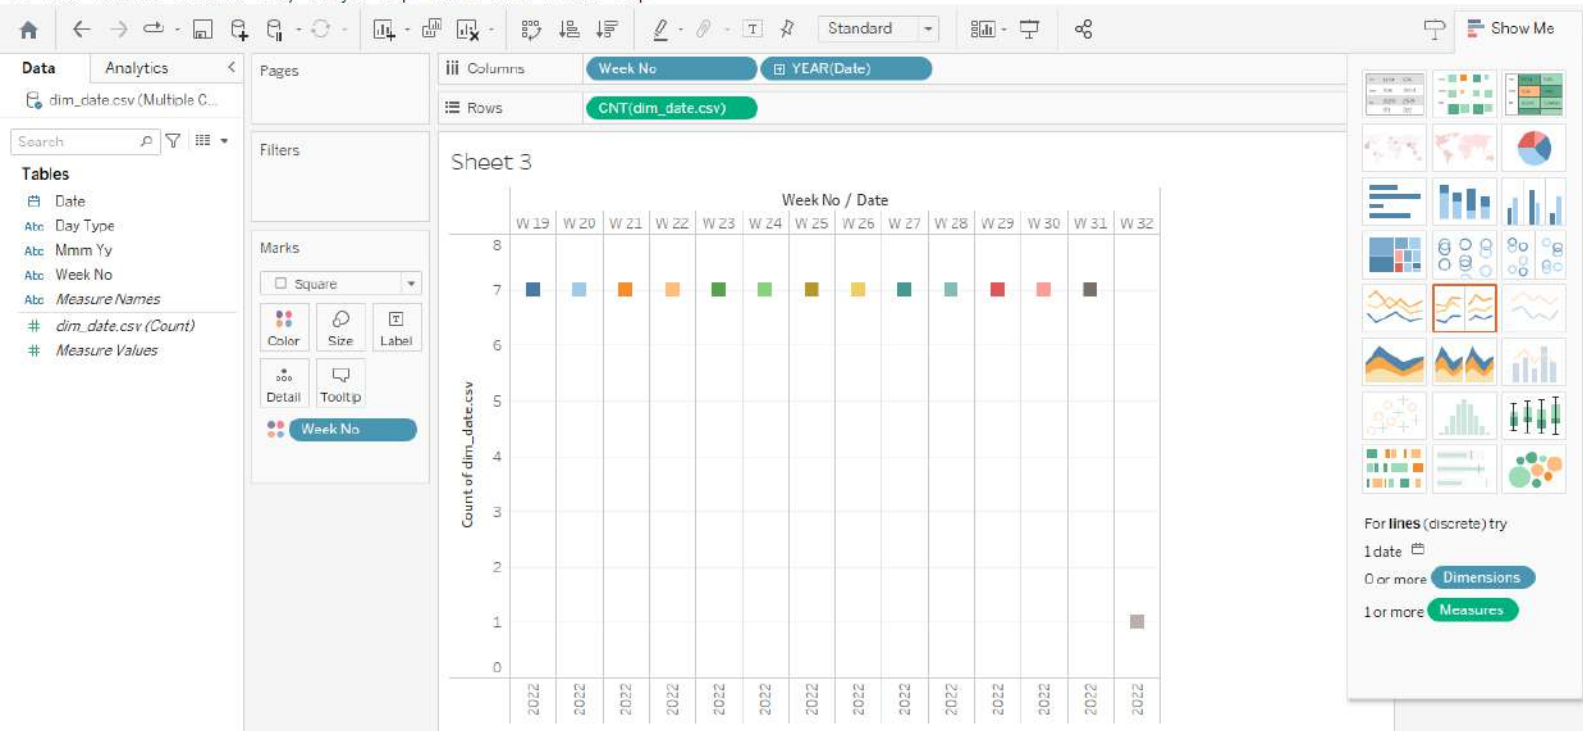 Standard
Show Me
Data
Analytics
Pages
Columns
Week No
YEAR(Date)
dim_date.csv (Multiple C...
Rows
CNT(dim_date.csv)
Search
Filters
Sheet 3
Tables
Date
Abc Day Type
Abc Mmm Yy
Abc Week No
Abc Measure Names
# dim_date.csv (Count)
# Measure Values
Marks
Square
Color
Size
Label
Detail
Tooltip
Week No
Week No / Date
W 19 W 20 W 21 W 22 W 23 W 24 W 25 W 26 W 27 W 28 W 29 W 30 W 31 W 32
Count of dim_date.csv
8
7
6
5
4
3
2
1
0
2022 2022 2022 2022 2022 2022 2022 2022 2022 2022 2022 2022 2022 2022
For lines (discrete) try
1 date
0 or more Dimensions
1 or more Measures